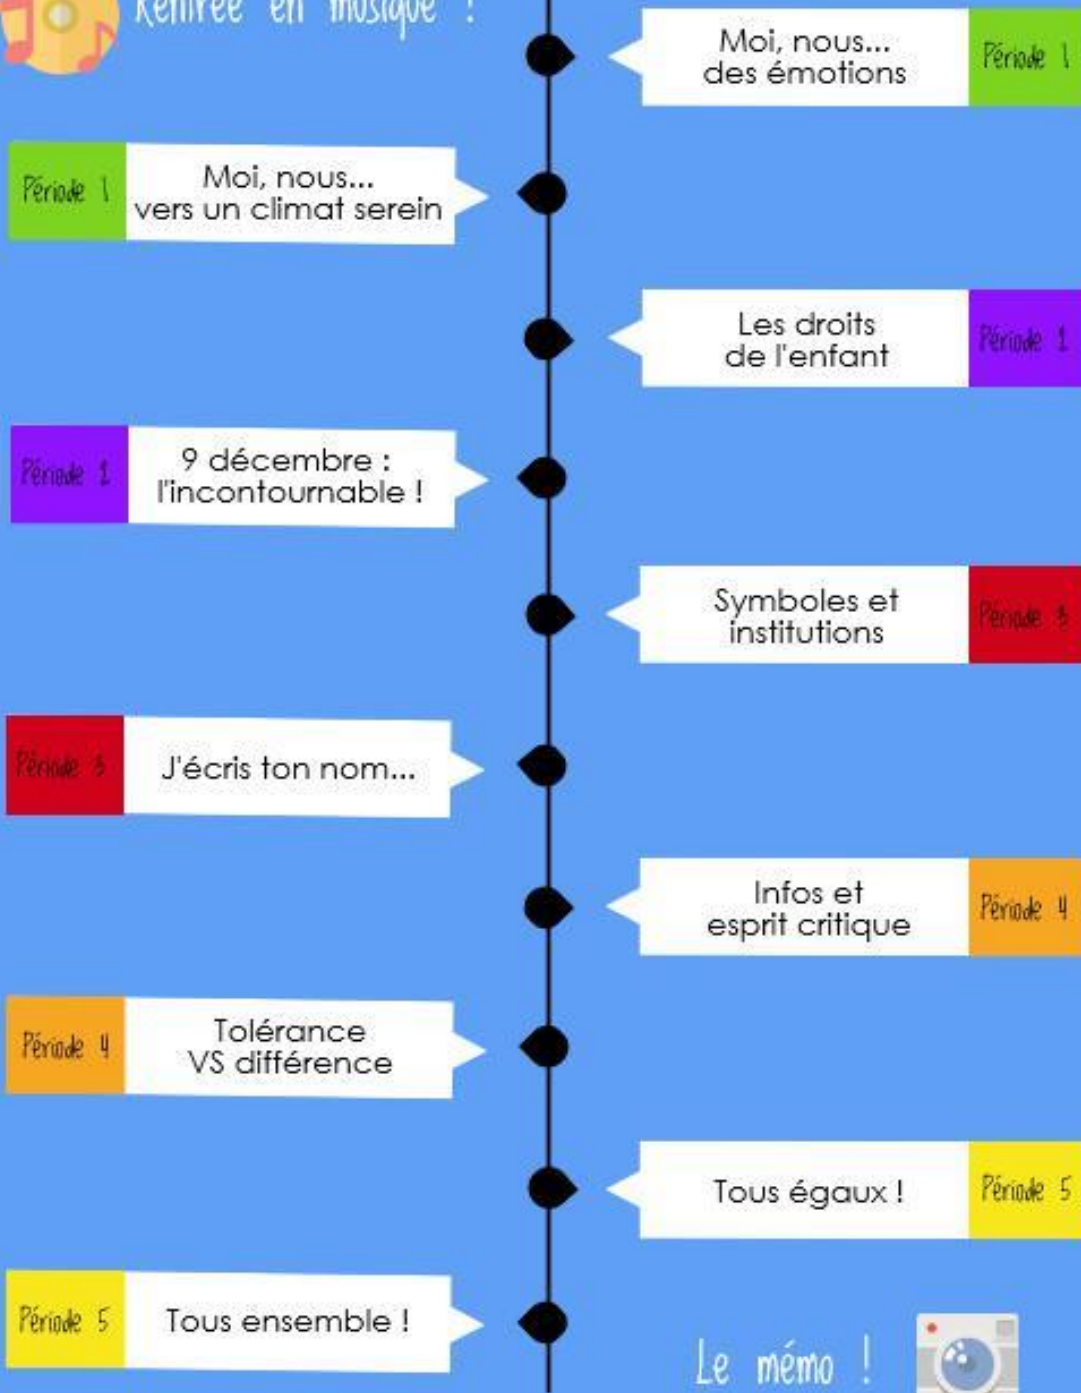 Rentrée en musique !
Moi, nous...
des émotions
Période 1
Période 1
Moi, nous...
vers un climat serein
Les droits
de l'enfant
Période 2
Période 2
9 décembre :
l'incontournable !
Symboles et
institutions
Période 3
Période 3
J'écris ton nom...
Infos et
esprit critique
Période 4
Période 4
Tolérance
VS différence
Tous égaux !
Période 5
Période 5
Tous ensemble !
Le mémo !